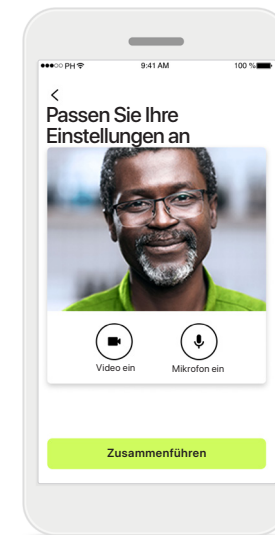 ●●●○○ PH 9:41 AM 100 %
Passen Sie Ihre
Einstellungen an
Video ein Mikrofon ein
Zusammenführen